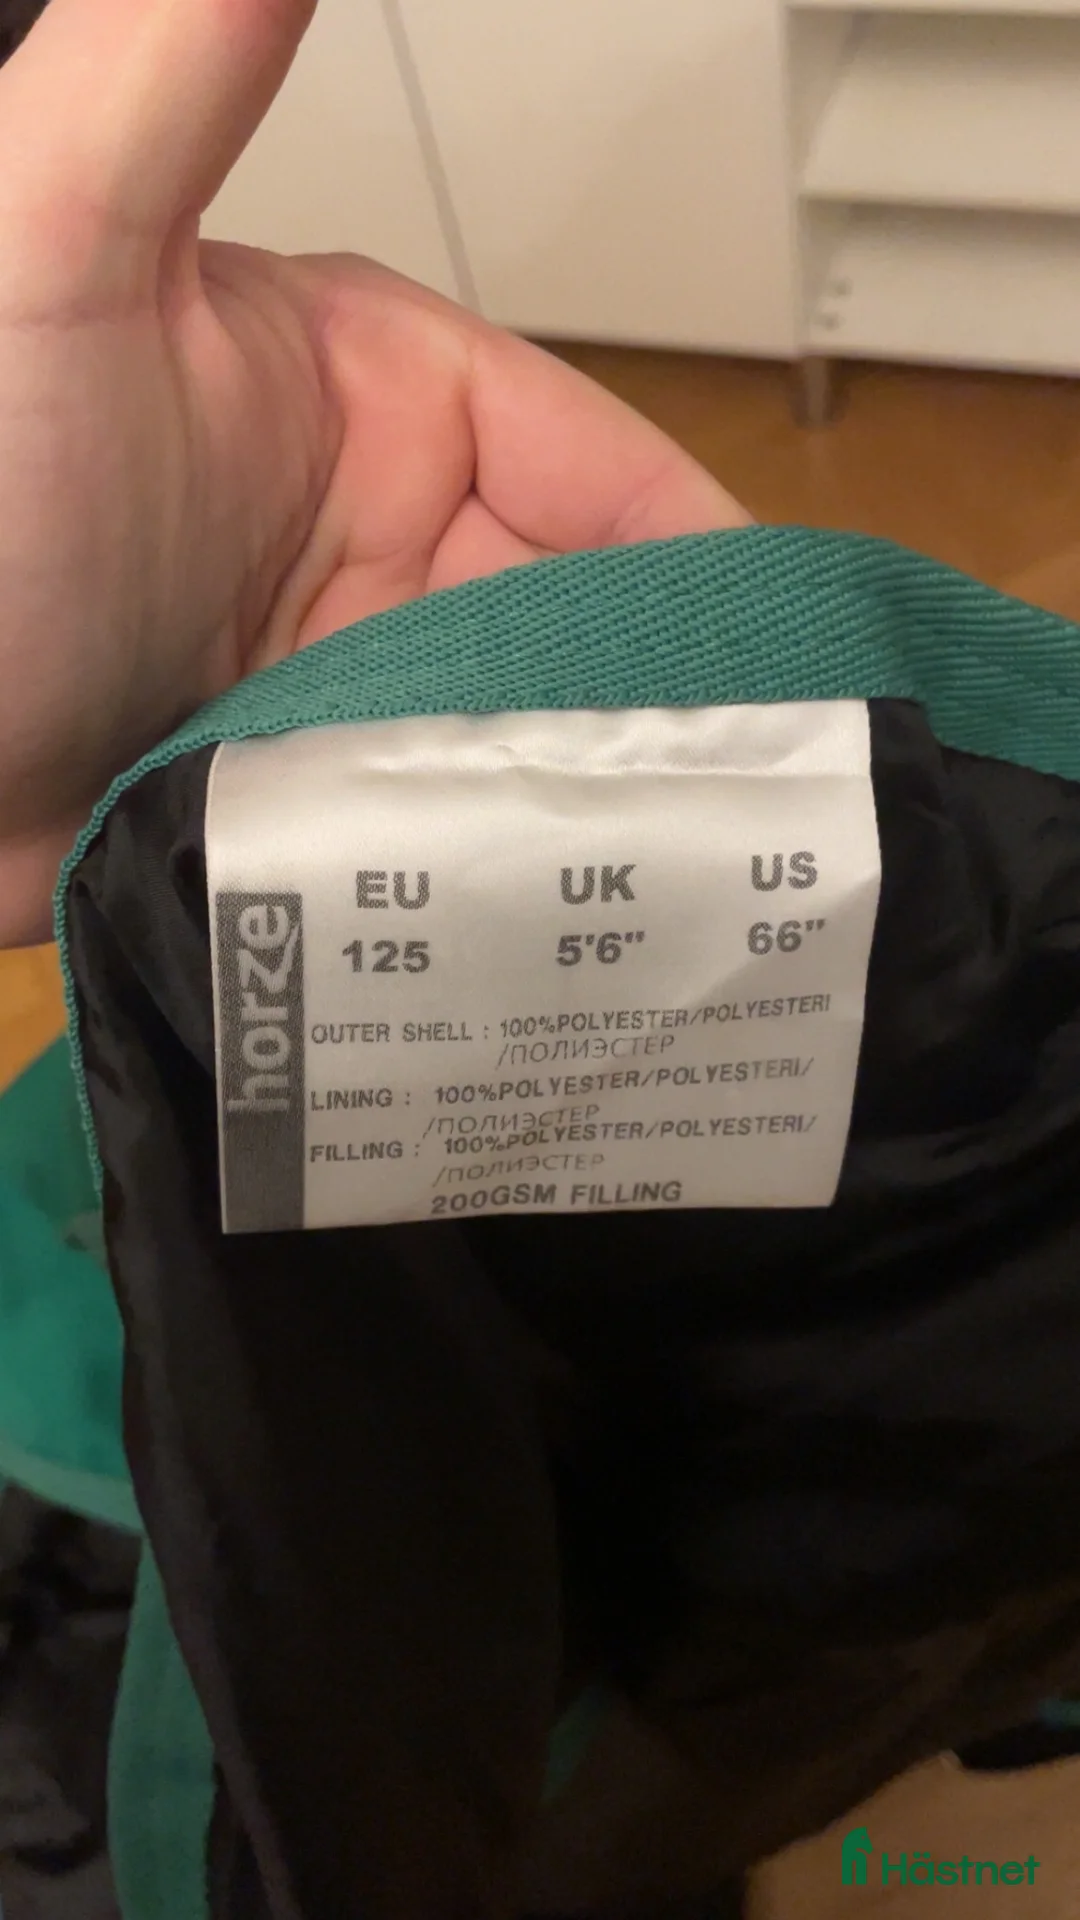 horze
EU UK US
125 5'6" 66"
OUTER SHELL : 100%POLYESTER/POLYESTERI
/ПОЛИЭСТЕР
LINING : 100%POLYESTER/POLYESTERI/
/ПОЛИЭСТЕР
FILLING : 100%POLYESTER/POLYESTERI/
/ПОЛИЭСТЕР
200GSM FILLING
Hästnet